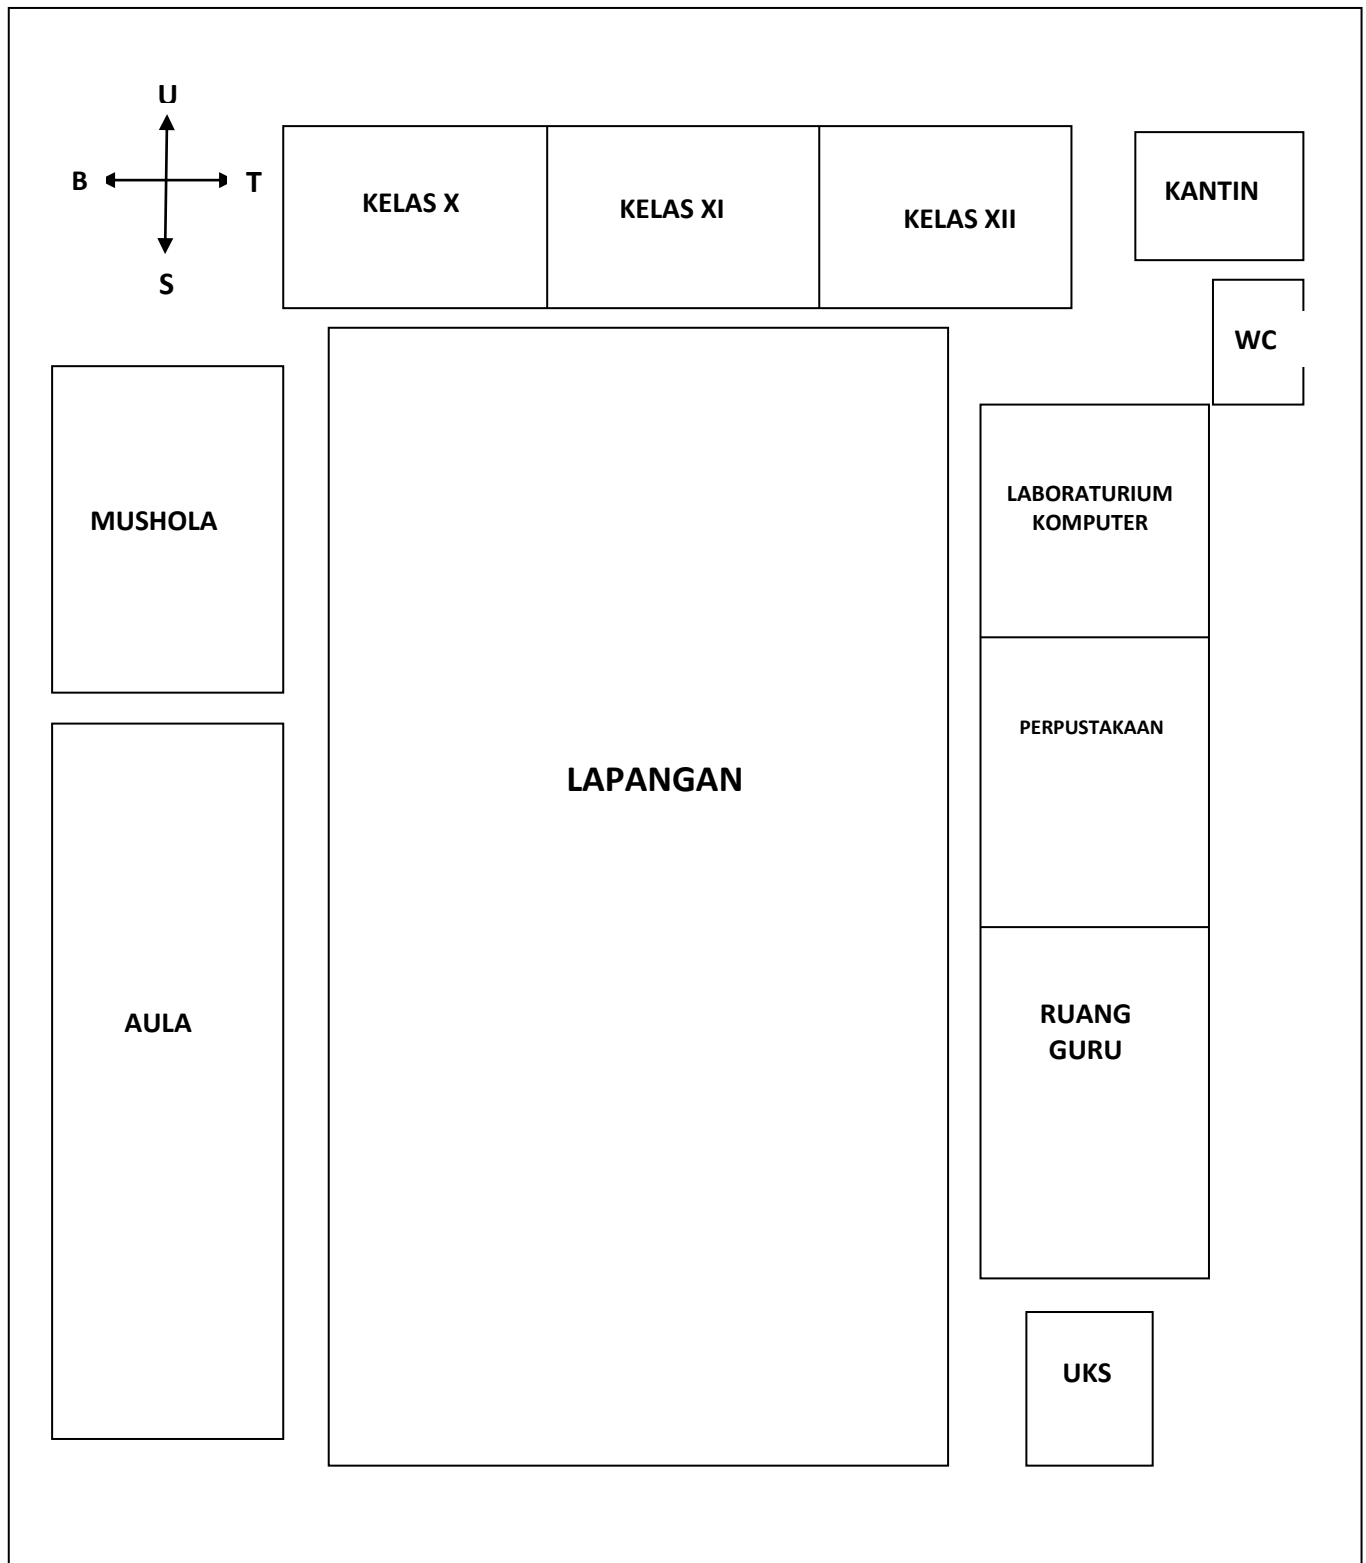 U
B
T
S
KELAS X
KELAS XI
KELAS XII
KANTIN
WC
MUSHOLA
LABORATURIUM
KOMPUTER
PERPUSTAKAAN
LAPANGAN
AULA
RUANG
GURU
UKS